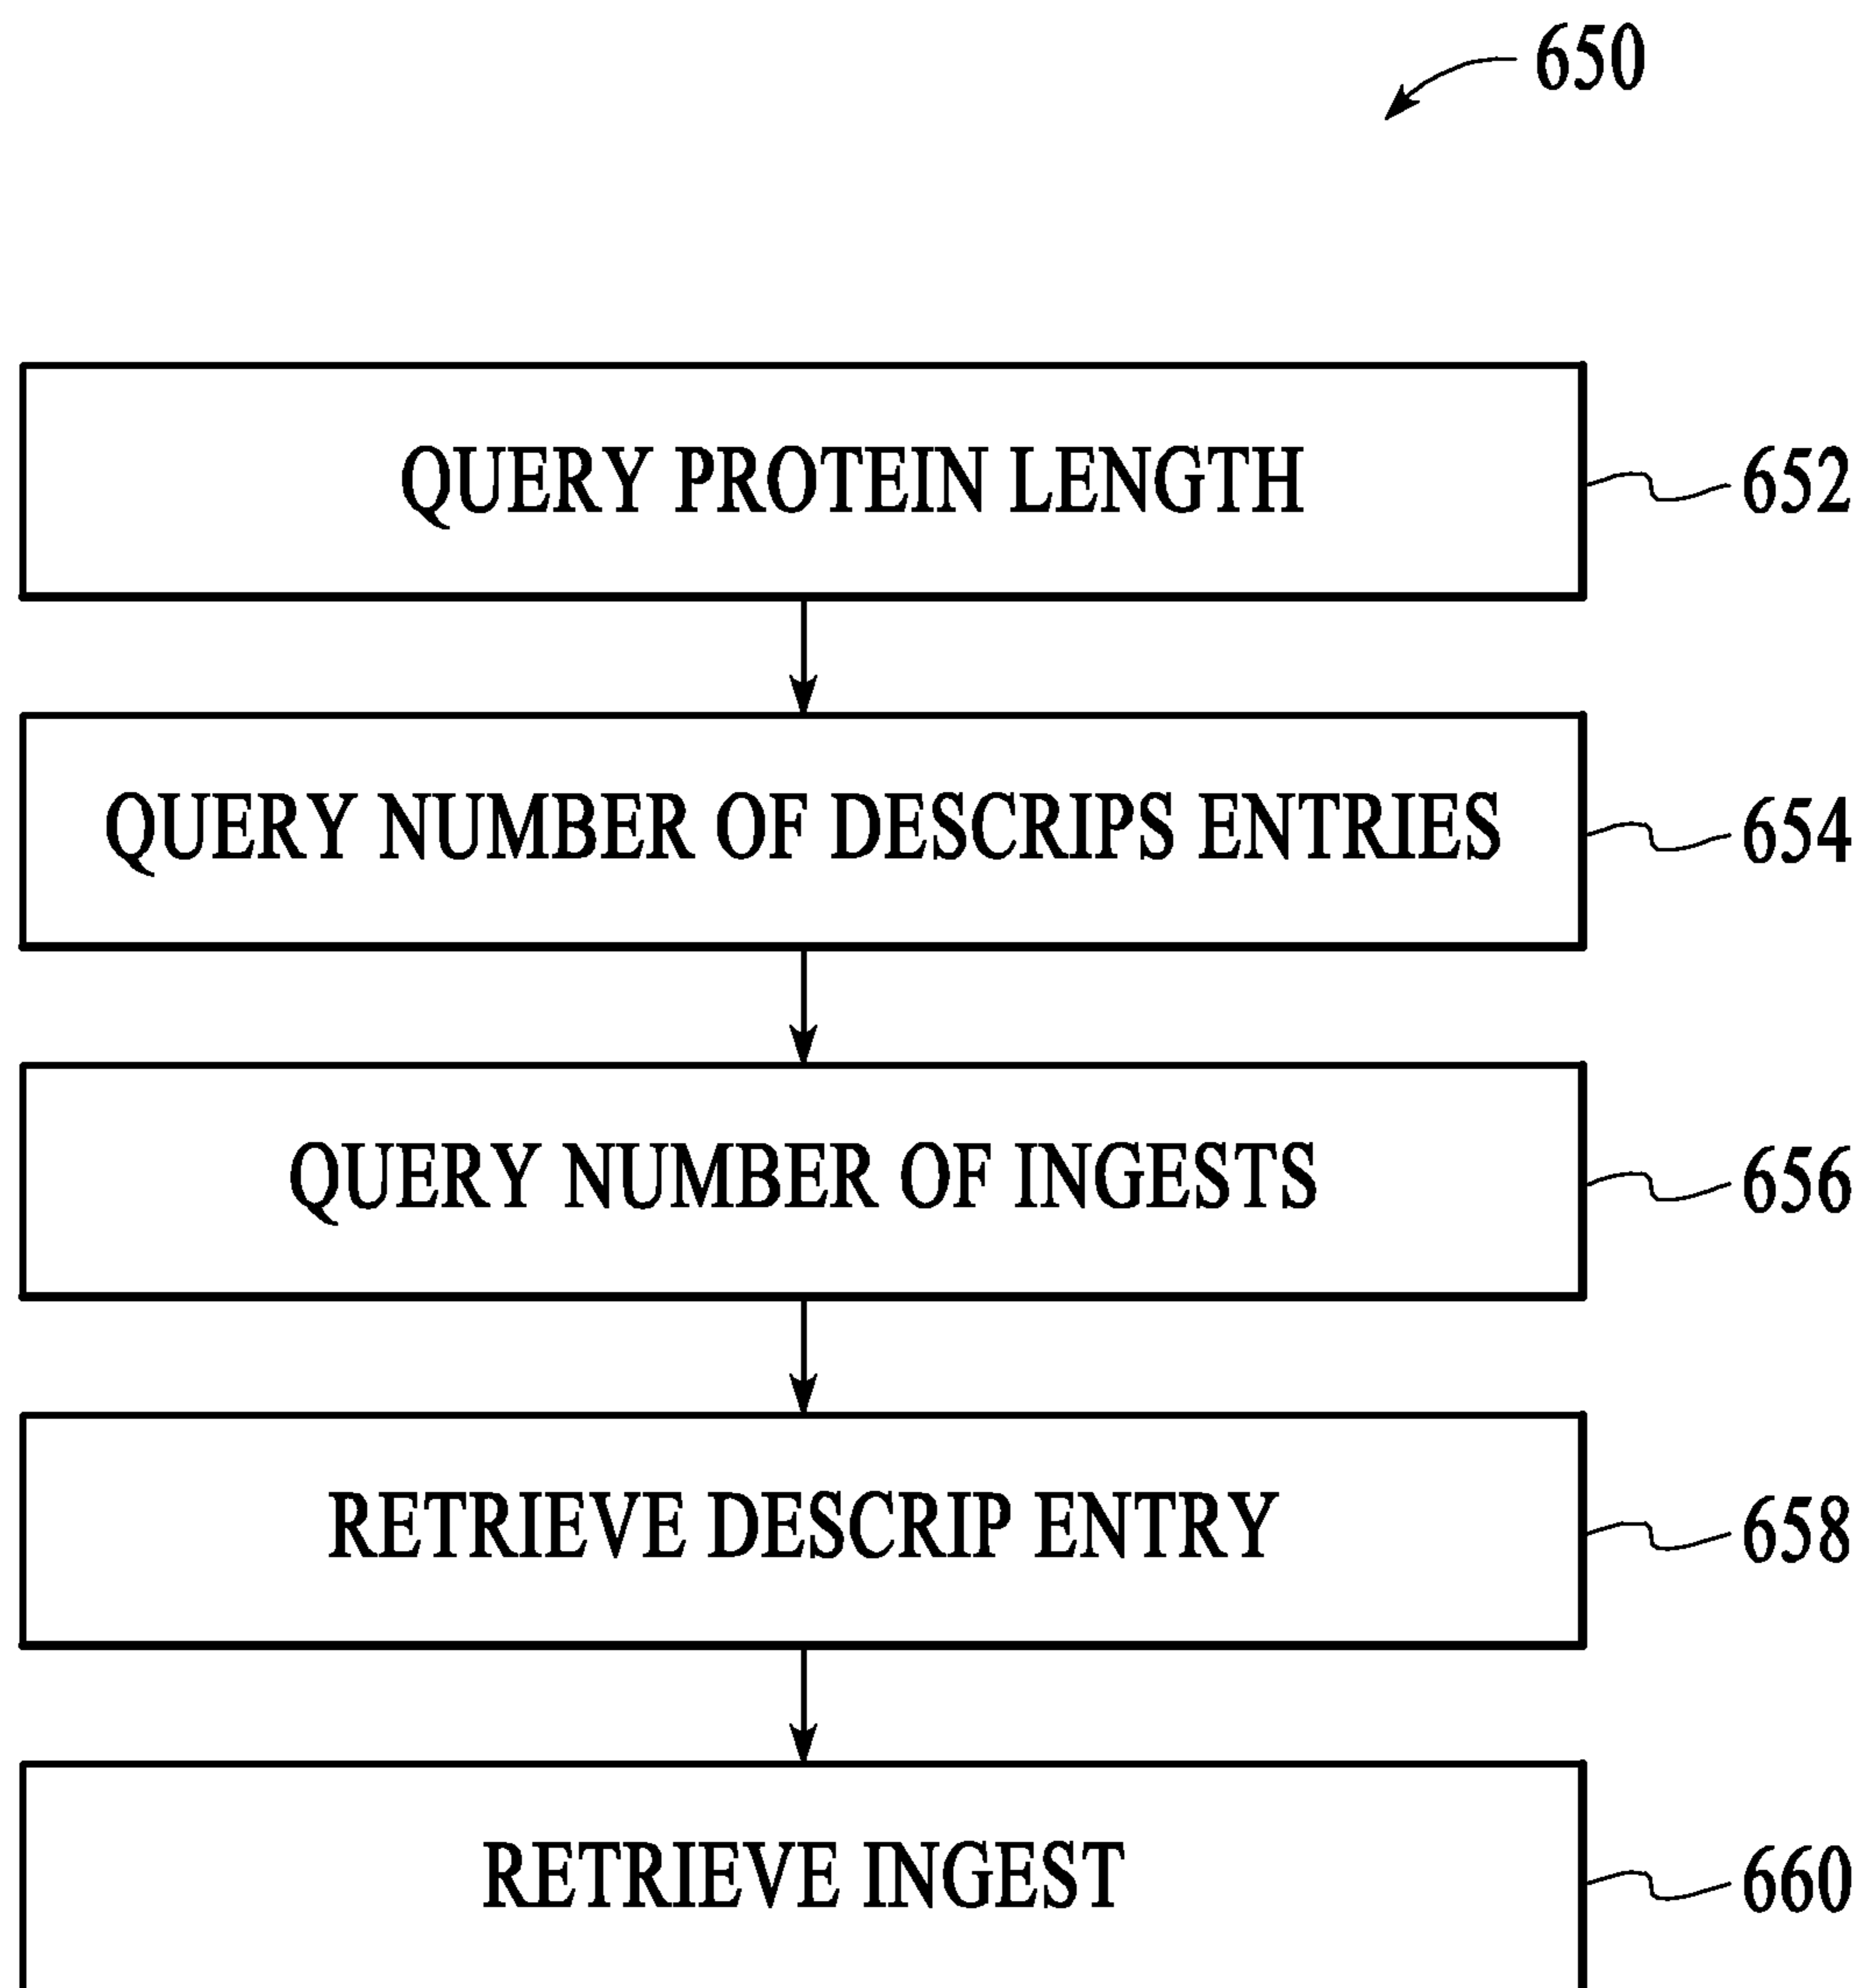 650
QUERY PROTEIN LENGTH
652
QUERY NUMBER OF DESCRIPS ENTRIES
654
QUERY NUMBER OF INGESTS
656
RETRIEVE DESCRIP ENTRY
658
RETRIEVE INGEST
660